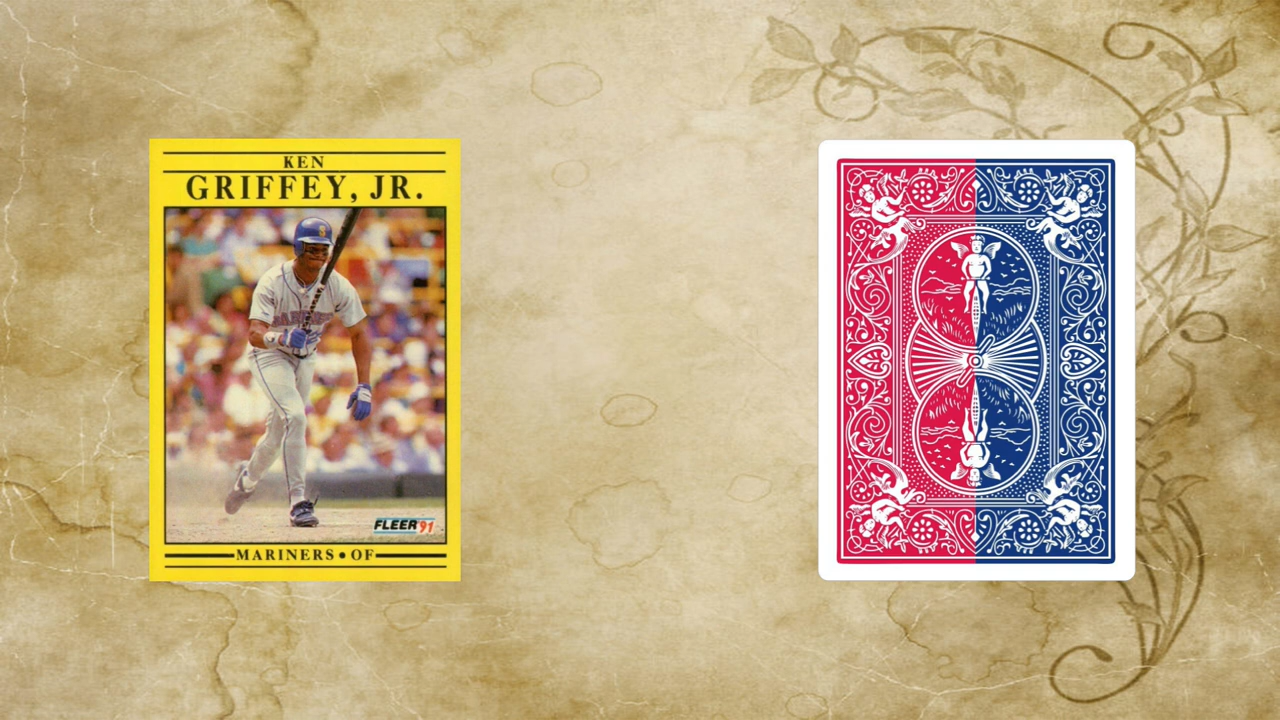 KEN
GRIFFEY, JR.
FLEER 91
MARINERS • OF